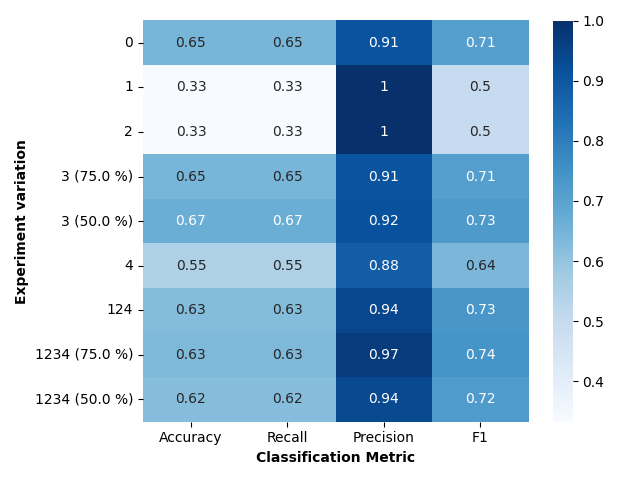 0 0.65 0.65 0.91 0.71
1 0.33 0.33 1 0.5
2 0.33 0.33 1 0.5
3 (75.0 %) 0.65 0.65 0.91 0.71
3 (50.0 %) 0.67 0.67 0.92 0.73
4 0.55 0.55 0.88 0.64
124 0.63 0.63 0.94 0.73
1234 (75.0 %) 0.63 0.63 0.97 0.74
1234 (50.0 %) 0.62 0.62 0.94 0.72
Accuracy Recall Precision F1
Classification Metric
Experiment variation
1.0
0.9
0.8
0.7
0.6
0.5
0.4